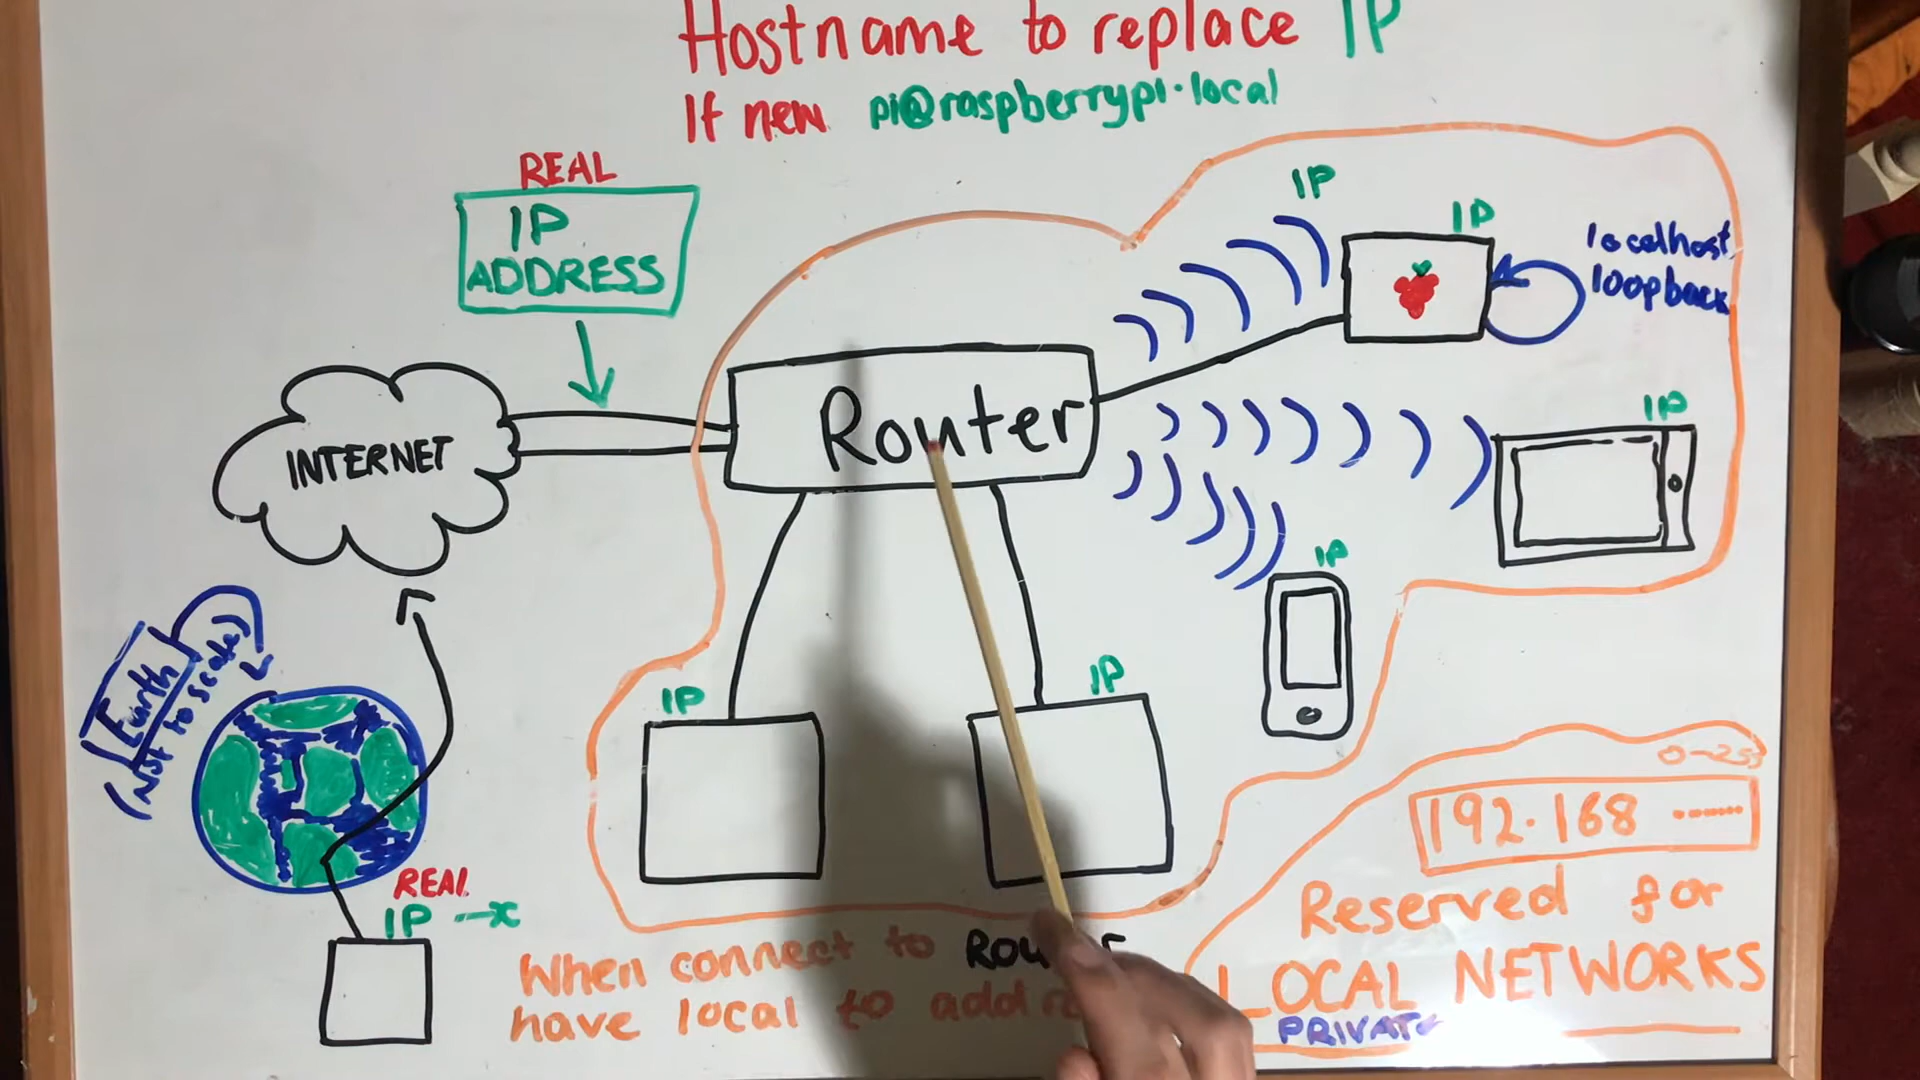 Hostname to replace IP
If new pi@raspberrypi.local
REAL
IP
ADDRESS
IP
IP
localhost
loopback
Router
INTERNET
IP
IP
Earth
(Not to scale)
IP
IP
0-255
192.168 .......
REAL
IP -x
Reserved for
LOCAL NETWORKS
PRIVATE
When connect to
have local to